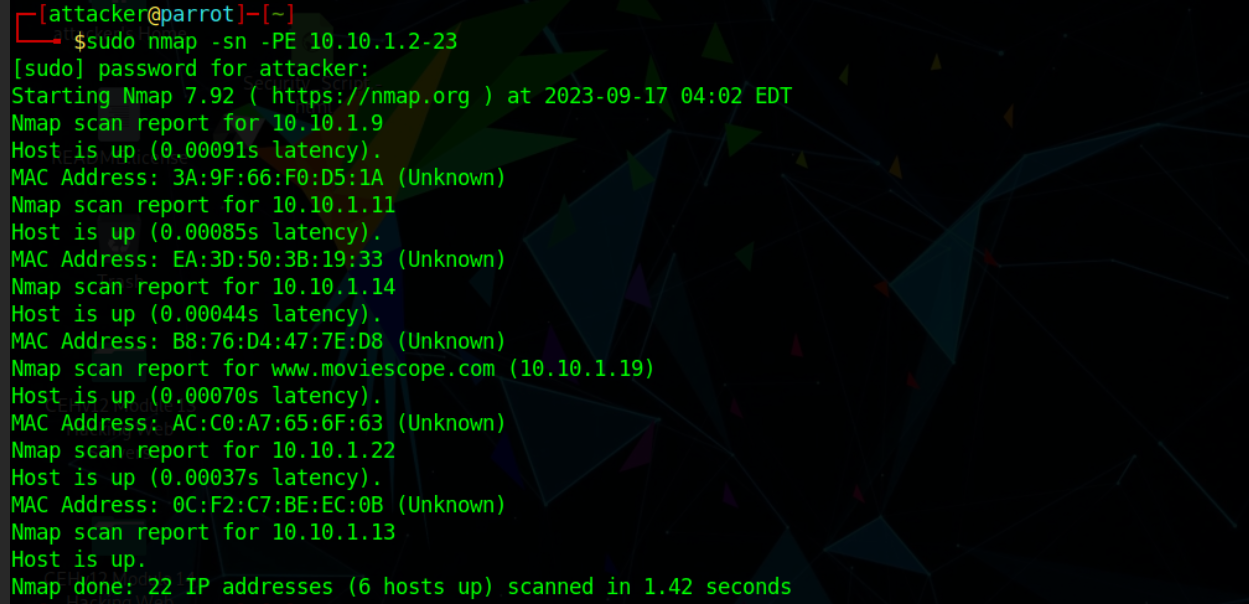 [attacker@parrot]-[~]
$sudo nmap -sn -PE 10.10.1.2-23
[sudo] password for attacker:
Starting Nmap 7.92 ( https://nmap.org ) at 2023-09-17 04:02 EDT
Nmap scan report for 10.10.1.9
Host is up (0.00091s latency).
MAC Address: 3A:9F:66:F0:D5:1A (Unknown)
Nmap scan report for 10.10.1.11
Host is up (0.00085s latency).
MAC Address: EA:3D:50:3B:19:33 (Unknown)
Nmap scan report for 10.10.1.14
Host is up (0.00044s latency).
MAC Address: B8:76:D4:47:7E:D8 (Unknown)
Nmap scan report for www.moviescope.com (10.10.1.19)
Host is up (0.00070s latency).
MAC Address: AC:C0:A7:65:6F:63 (Unknown)
Nmap scan report for 10.10.1.22
Host is up (0.00037s latency).
MAC Address: 0C:F2:C7:BE:EC:0B (Unknown)
Nmap scan report for 10.10.1.13
Host is up.
Nmap done: 22 IP addresses (6 hosts up) scanned in 1.42 seconds